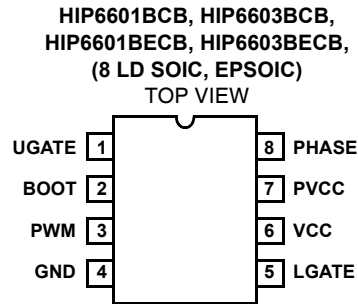 HIP6601BCB, HIP6603BCB,
HIP6601BECB, HIP6603BECB,
(8 LD SOIC, EPSOIC)
TOP VIEW
UGATE 1 8 PHASE
BOOT 2 7 PVCC
PWM 3 6 VCC
GND 4 5 LGATE